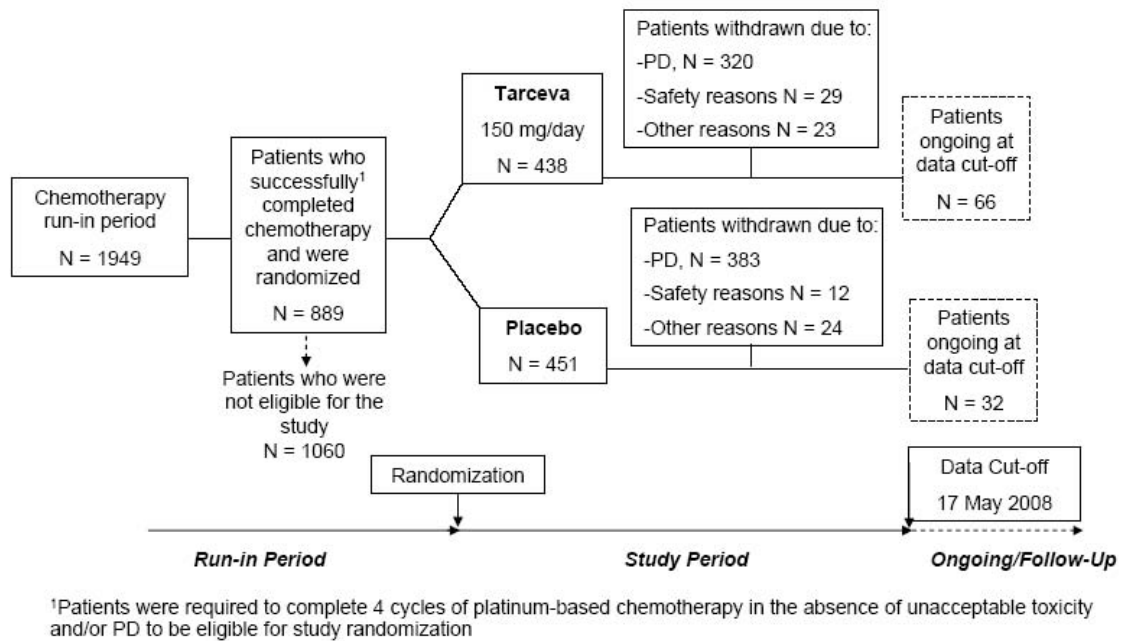 Chemotherapy
run-in period
N = 1949
Patients who
successfully¹
completed
chemotherapy
and were
randomized
N = 889
Patients who were
not eligible for the
study
N = 1060
Tarceva
150 mg/day
N = 438
Patients withdrawn due to:
-PD, N = 320
-Safety reasons N = 29
-Other reasons N = 23
Patients
ongoing at
data cut-off
N = 66
Placebo
N = 451
Patients withdrawn due to:
-PD, N = 383
-Safety reasons N = 12
-Other reasons N = 24
Patients
ongoing at
data cut-off
N = 32
Randomization
Data Cut-off
17 May 2008
Run-in Period
Study Period
Ongoing/Follow-Up
¹Patients were required to complete 4 cycles of platinum-based chemotherapy in the absence of unacceptable toxicity
and/or PD to be eligible for study randomization